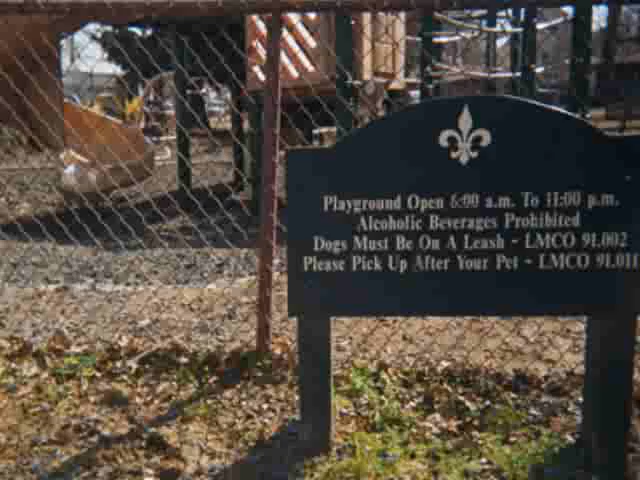 Playground Open 6:00 a.m. To 11:00 p.m.
Alcoholic Beverages Prohibited
Dogs Must Be On A Leash - LMCO 91.002
Please Pick Up After Your Pet - LMCO 91.011